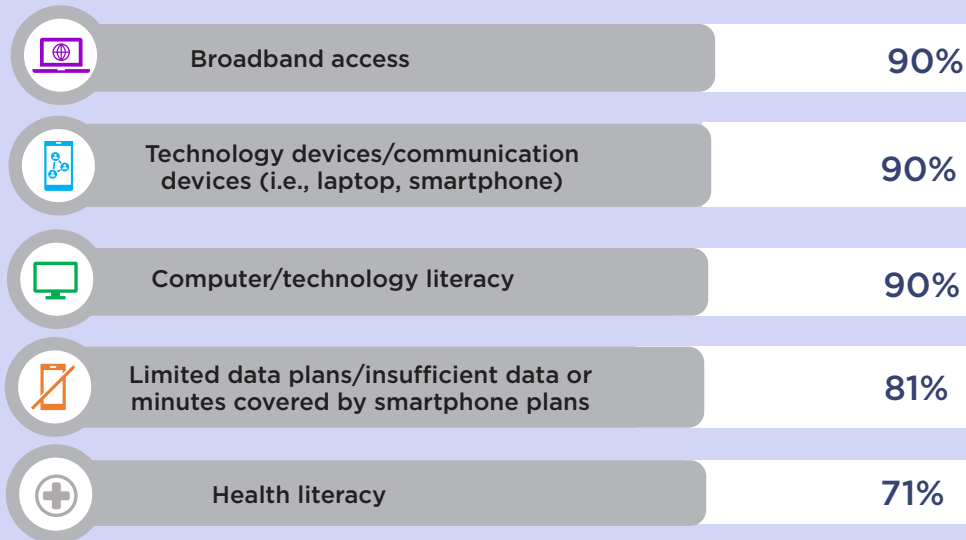 Broadband access
90%
Technology devices/communication
devices (i.e., laptop, smartphone)
90%
Computer/technology literacy
90%
Limited data plans/insufficient data or
minutes covered by smartphone plans
81%
Health literacy
71%